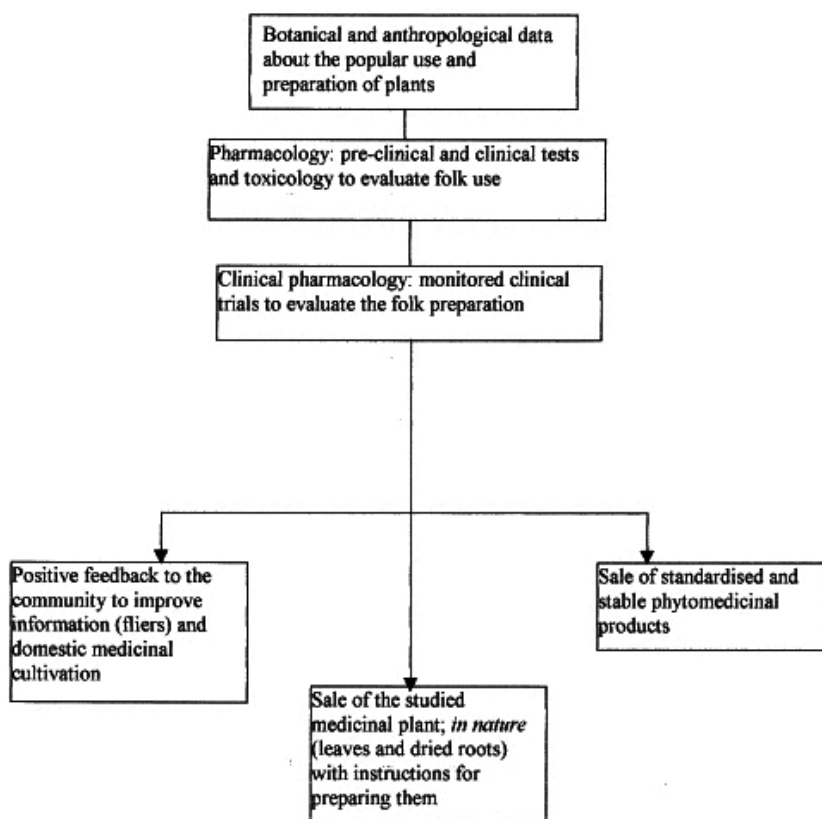 Botanical and anthropological data
about the popular use and
preparation of plants
Pharmacology: pre-clinical and clinical tests
and toxicology to evaluate folk use
Clinical pharmacology: monitored clinical
trials to evaluate the folk preparation
Positive feedback to the
community to improve
information (fliers) and
domestic medicinal
cultivation
Sale of the studied
medicinal plant; in nature
(leaves and dried roots)
with instructions for
preparing them
Sale of standardised and
stable phytomedicinal
products